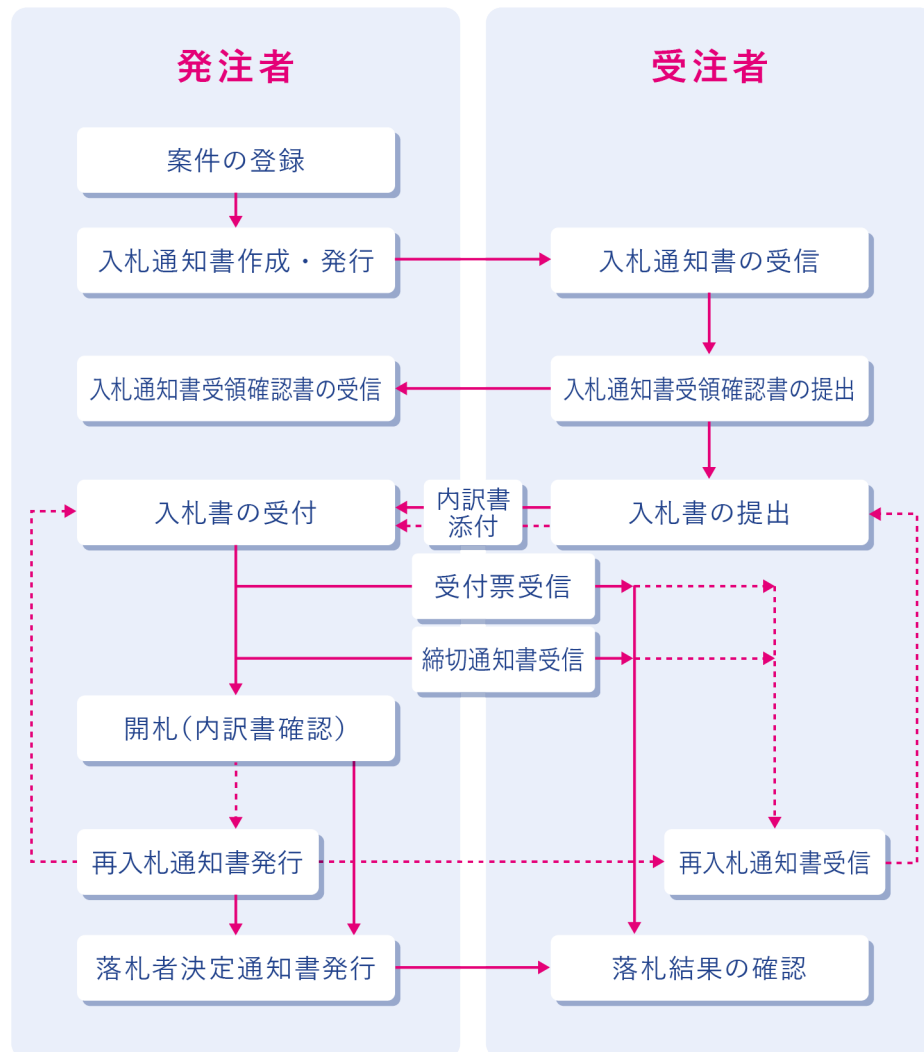 発注者
受注者
案件の登録
入札通知書作成・発行
入札通知書の受信
入札通知書受領確認書の受信
入札通知書受領確認書の提出
入札書の受付
内訳書
添付
入札書の提出
受付票受信
締切通知書受信
開札(内訳書確認)
再入札通知書発行
再入札通知書受信
落札者決定通知書発行
落札結果の確認